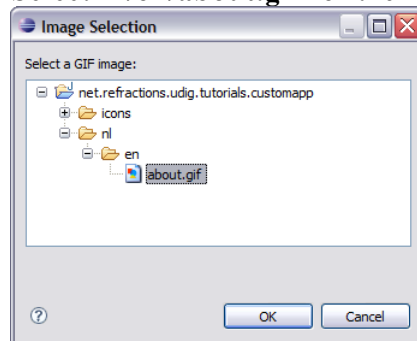 Image Selection
Select a GIF image:
net.refractions.udig.tutorials.customapp
icons
nl
en
about.gif
OK
Cancel